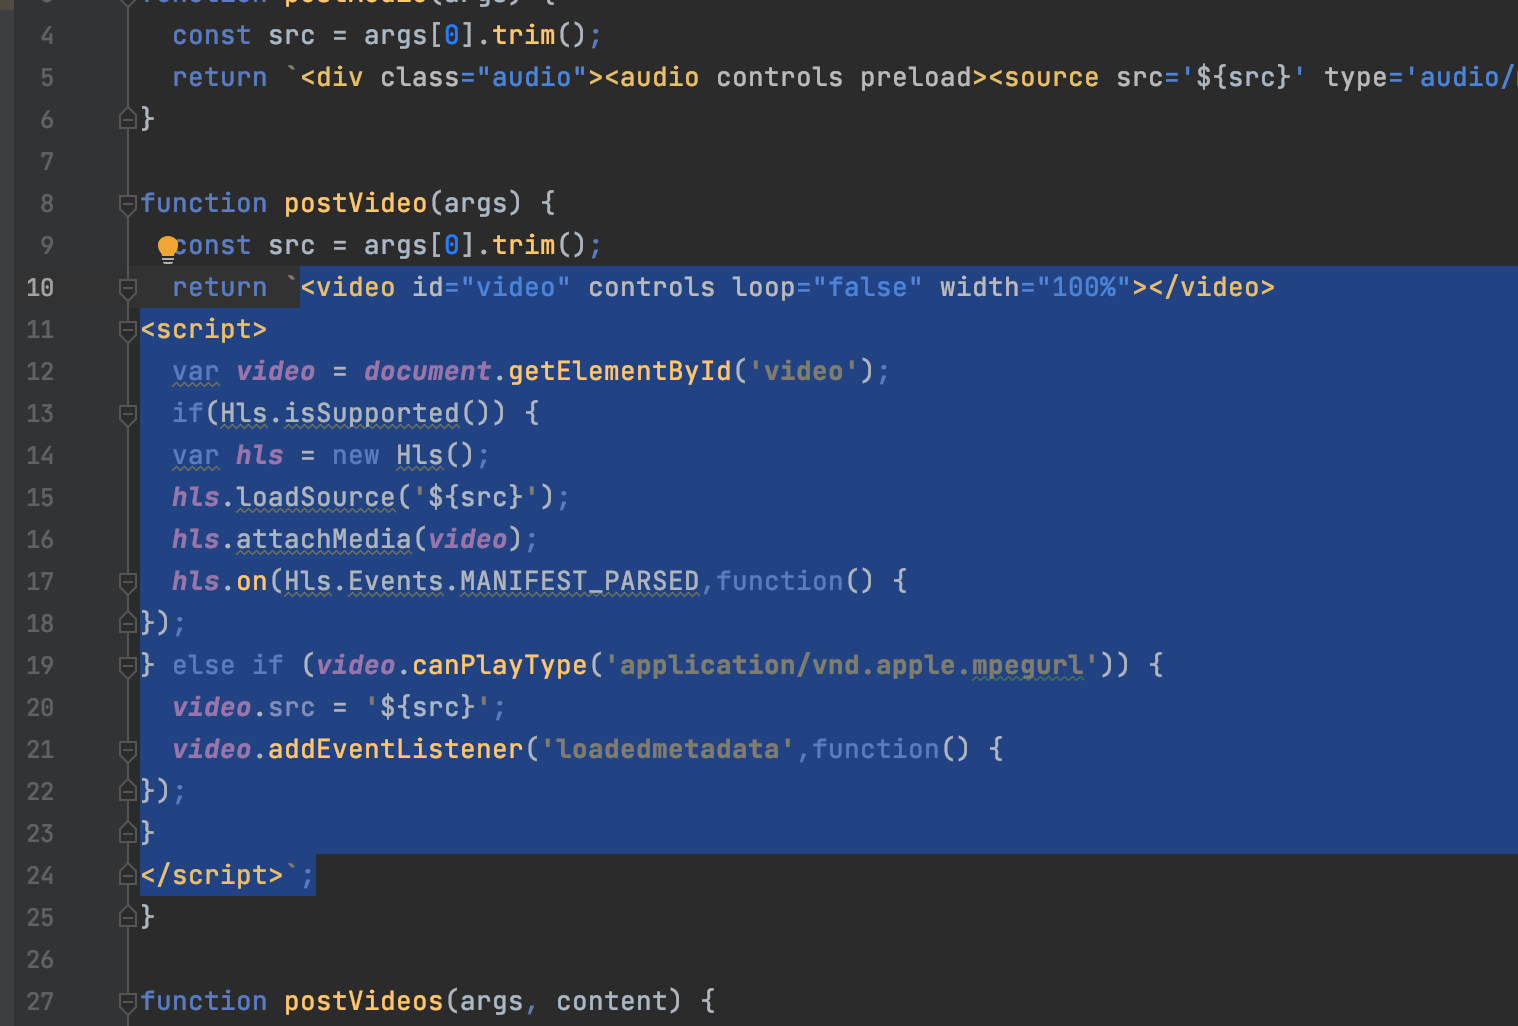 4 const src = args[0].trim();
5 return `<div class="audio"><audio controls preload><source src='${src}' type='audio/
6 }
7
8 function postVideo(args) {
9 const src = args[0].trim();
10 return `<video id="video" controls loop="false" width="100%"></video>
11 <script>
12 var video = document.getElementById('video');
13 if(Hls.isSupported()) {
14 var hls = new Hls();
15 hls.loadSource('${src}');
16 hls.attachMedia(video);
17 hls.on(Hls.Events.MANIFEST_PARSED,function() {
18 });
19 } else if (video.canPlayType('application/vnd.apple.mpegurl')) {
20 video.src = '${src}';
21 video.addEventListener('loadedmetadata',function() {
22 });
23 }
24 </script>`;
25 }
26
27 function postVideos(args, content) {